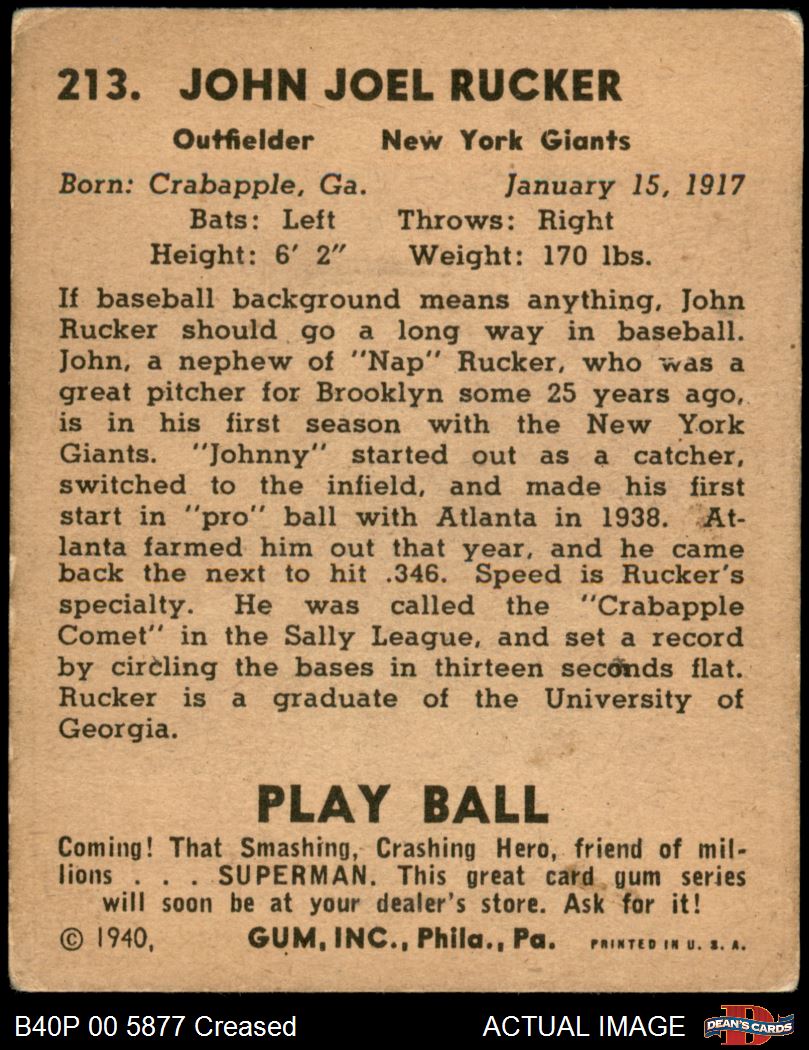 213. JOHN JOEL RUCKER
Outfielder New York Giants
Born: Crabapple, Ga. January 15, 1917
Bats: Left Throws: Right
Height: 6′ 2″ Weight: 170 lbs.
If baseball background means anything, John
Rucker should go a long way in baseball.
John, a nephew of "Nap" Rucker, who was a
great pitcher for Brooklyn some 25 years ago,
is in his first season with the New York
Giants. "Johnny" started out as a catcher,
switched to the infield, and made his first
start in "pro" ball with Atlanta in 1938. At-
lanta farmed him out that year, and he came
back the next to hit .346. Speed is Rucker's
specialty. He was called the "Crabapple
Comet" in the Sally League, and set a record
by circling the bases in thirteen seconds flat.
Rucker is a graduate of the University of
Georgia.
PLAY BALL
Coming! That Smashing, Crashing Hero, friend of mil-
lions . . . SUPERMAN. This great card gum series
will soon be at your dealer's store. Ask for it!
© 1940, GUM, INC., Phila., Pa. PRINTED IN U. S. A.
B40P 00 5877 Creased ACTUAL IMAGE D DEAN'S CARDS